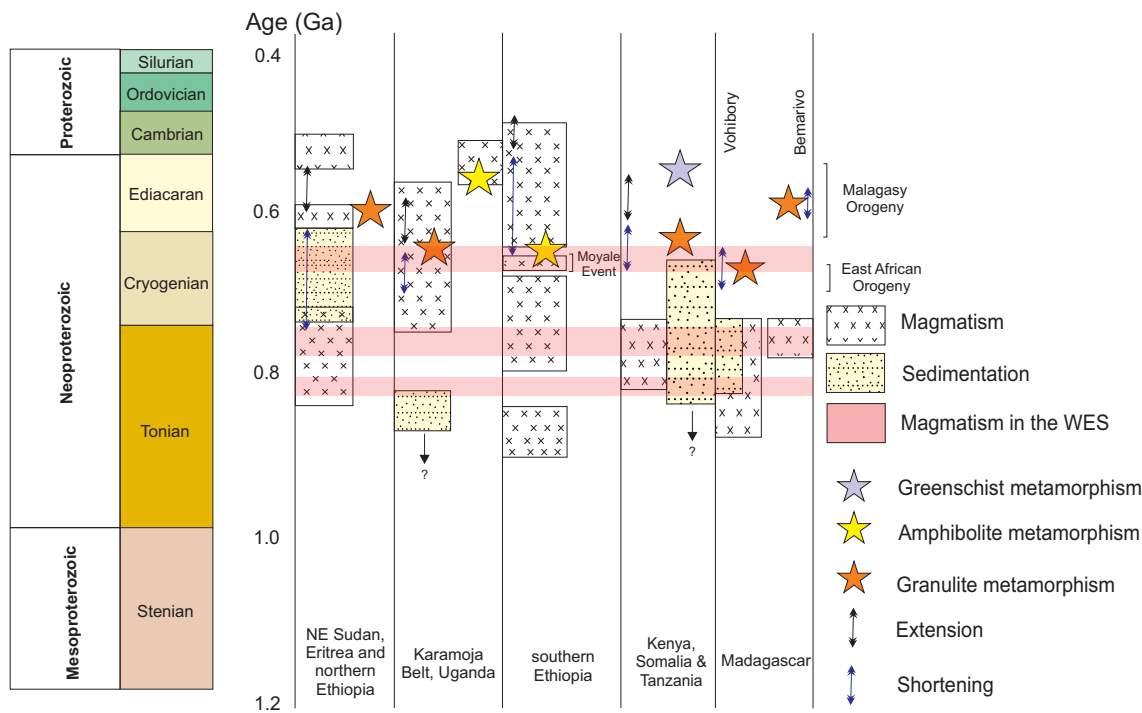 Age (Ga)
0.4
0.6
0.8
1.0
1.2
Proterozoic
Neoproterozoic
Mesoproterozoic
Silurian
Ordovician
Cambrian
Ediacaran
Cryogenian
Tonian
Stenian
?
Moyale
Event
?
Vohibory
Bemarivo
NE Sudan,
Eritrea and
northern
Ethiopia
Karamoja
Belt, Uganda
southern
Ethiopia
Kenya,
Somalia &
Tanzania
Madagascar
Malagasy
Orogeny
East African
Orogeny
Magmatism
Sedimentation
Magmatism in the WES
Greenschist metamorphism
Amphibolite metamorphism
Granulite metamorphism
Extension
Shortening